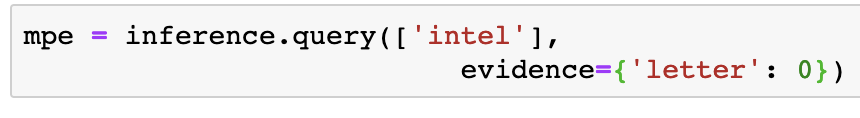 mpe = inference.query(['intel'],
evidence={'letter': 0})